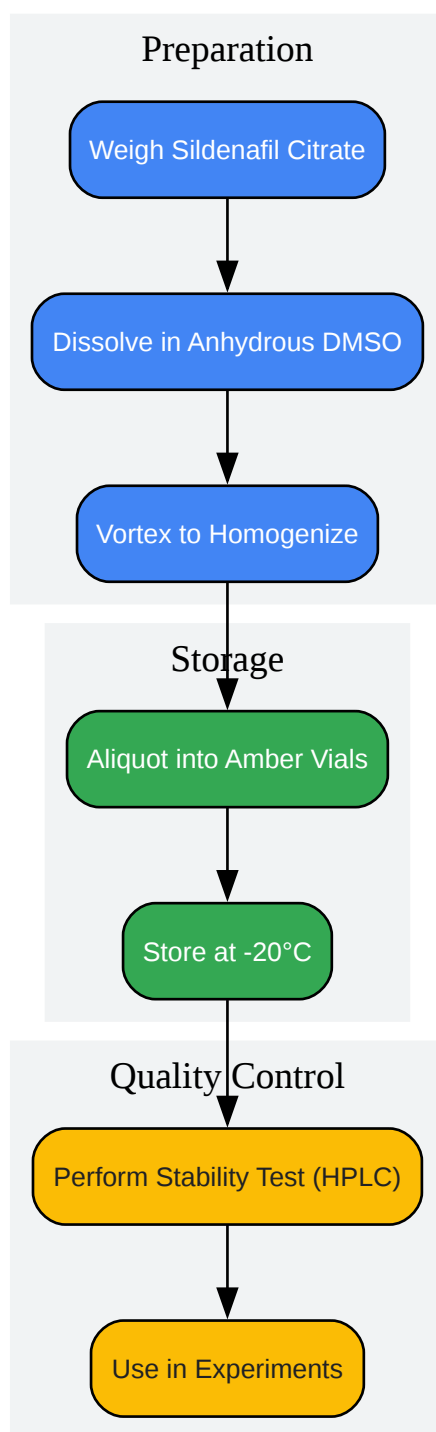 Preparation
Weigh Sildenafil Citrate
Dissolve in Anhydrous DMSO
Vortex to Homogenize
Storage
Aliquot into Amber Vials
Store at -20°C
Quality Control
Perform Stability Test (HPLC)
Use in Experiments